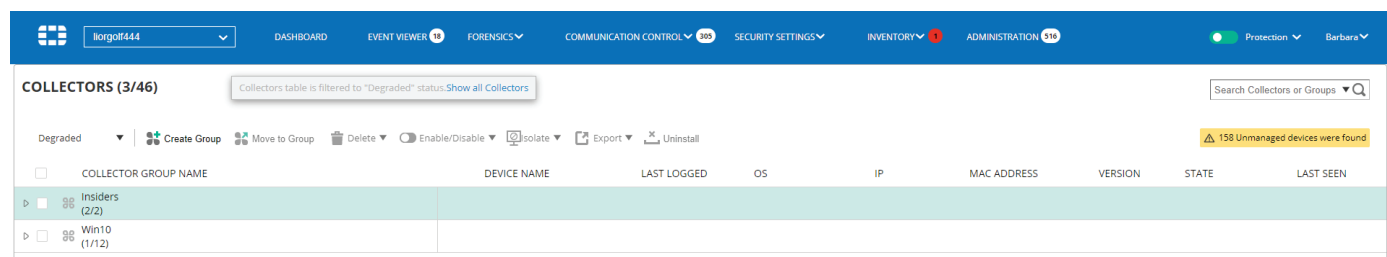 liorgolf444
DASHBOARD
EVENT VIEWER 18
FORENSICS
COMMUNICATION CONTROL 305
SECURITY SETTINGS
INVENTORY 1
ADMINISTRATION 516
Protection
Barbara
COLLECTORS (3/46)
Collectors table is filtered to "Degraded" status.Show all Collectors
Search Collectors or Groups
Degraded
Create Group
Move to Group
Delete
Enable/Disable
Isolate
Export
Uninstall
158 Unmanaged devices were found
COLLECTOR GROUP NAME
DEVICE NAME
LAST LOGGED
OS
IP
MAC ADDRESS
VERSION
STATE
LAST SEEN
Insiders
(2/2)
Win10
(1/12)